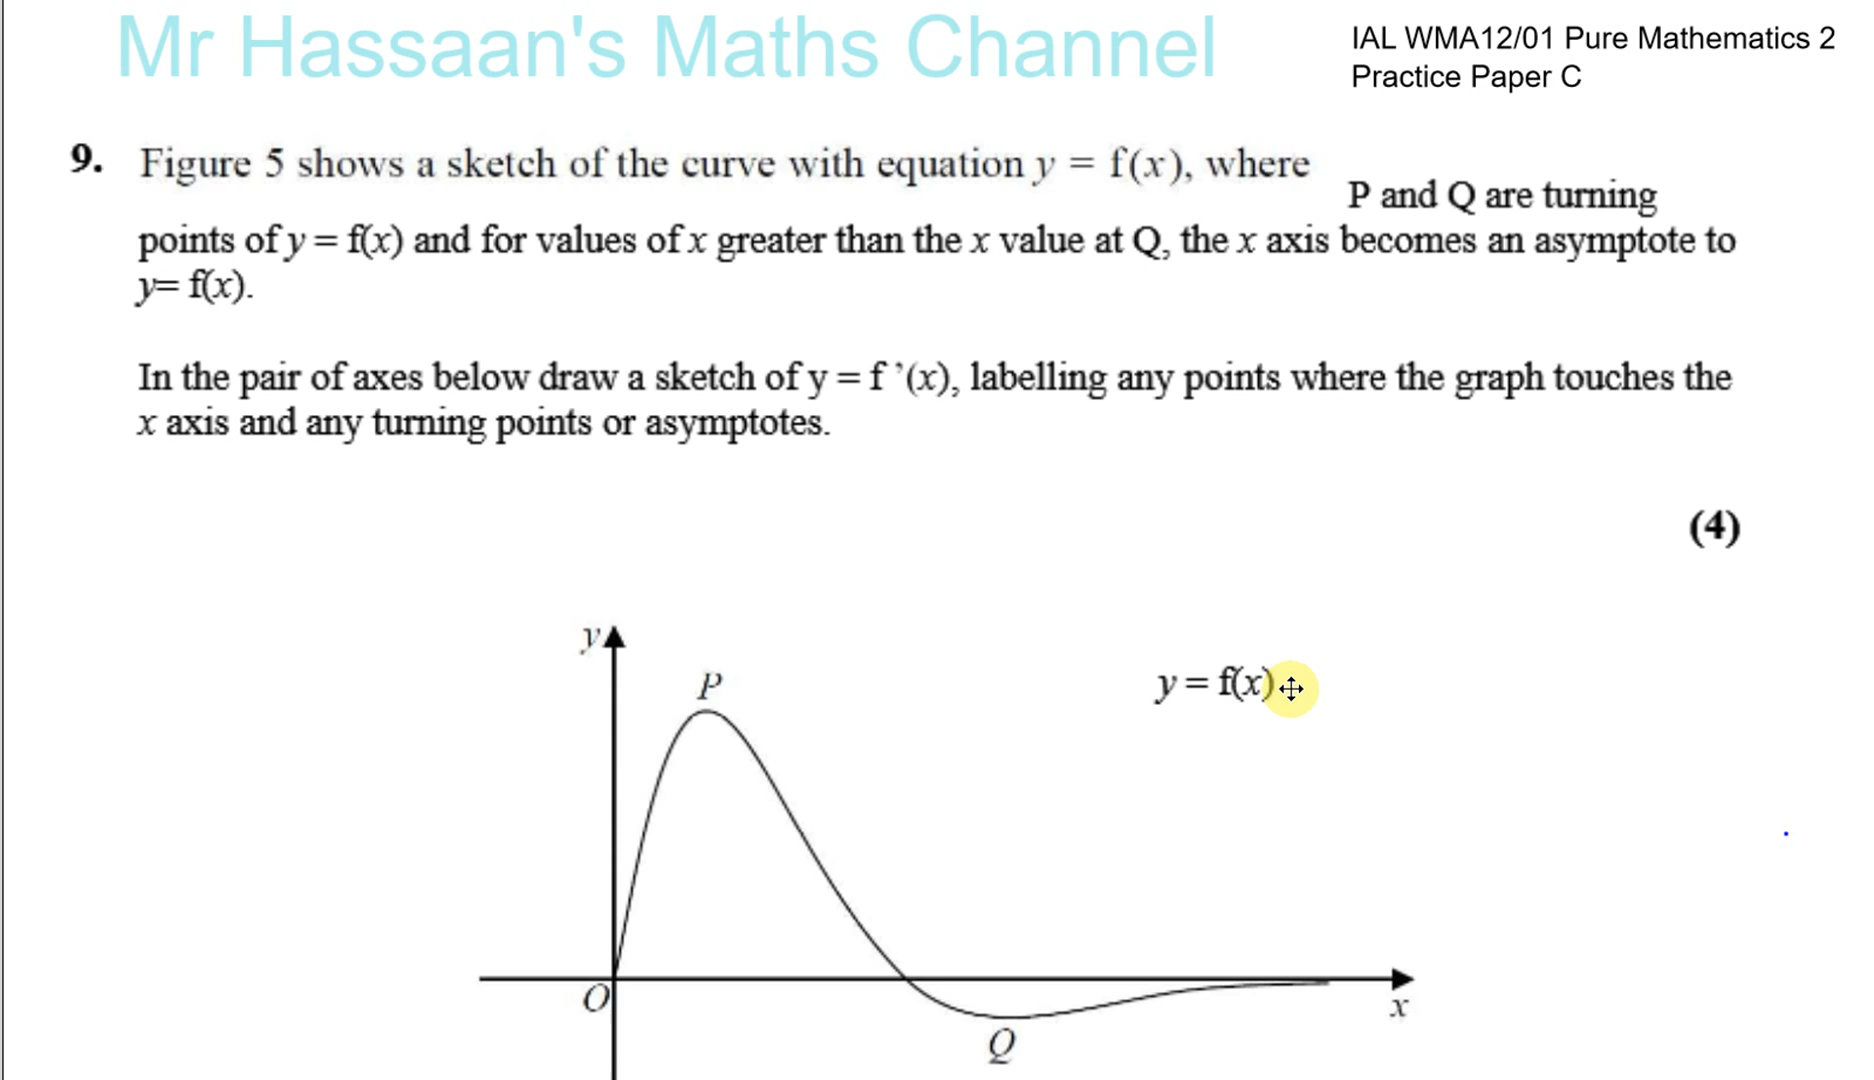 Mr Hassaan's Maths Channel
IAL WMA12/01 Pure Mathematics 2
Practice Paper C
9. Figure 5 shows a sketch of the curve with equation y = f(x), where
P and Q are turning
points of y = f(x) and for values of x greater than the x value at Q, the x axis becomes an asymptote to
y= f(x).
In the pair of axes below draw a sketch of y = f ’(x), labelling any points where the graph touches the
x axis and any turning points or asymptotes.
(4)
y
P
y = f(x)
O
x
Q